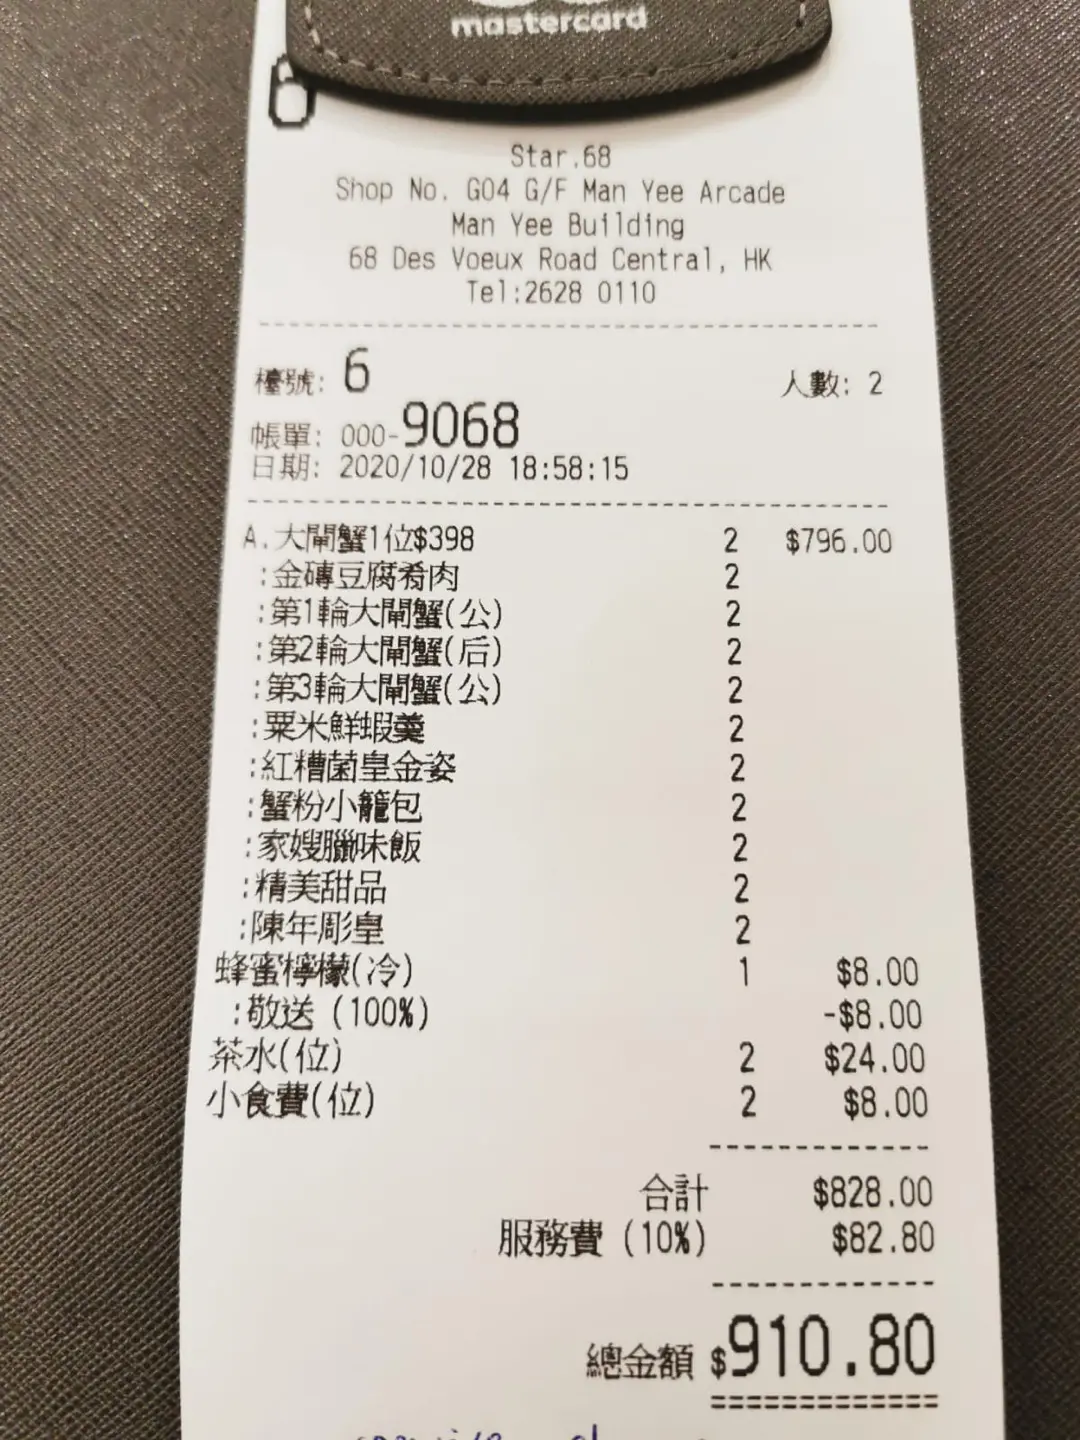 mastercard
6
Star.68
Shop No. G04 G/F Man Yee Arcade
Man Yee Building
68 Des Voeux Road Central, HK
Tel:2628 0110
檯號: 6 人數: 2
帳單: 000-9068
日期: 2020/10/28 18:58:15
A.大閘蟹1位$398 2 $796.00
:金磚豆腐肴肉 2
:第1輪大閘蟹(公) 2
:第2輪大閘蟹(后) 2
:第3輪大閘蟹(公) 2
:粟米鮮蝦羹 2
:紅糟菌皇金姿 2
:蟹粉小籠包 2
:家嫂臘味飯 2
:精美甜品 2
:陳年彫皇 2
蜂蜜檸檬(冷) 1 $8.00
:敬送 (100%) -$8.00
茶水(位) 2 $24.00
小食費(位) 2 $8.00
合計 $828.00
服務費 (10%) $82.80
總金額 $910.80